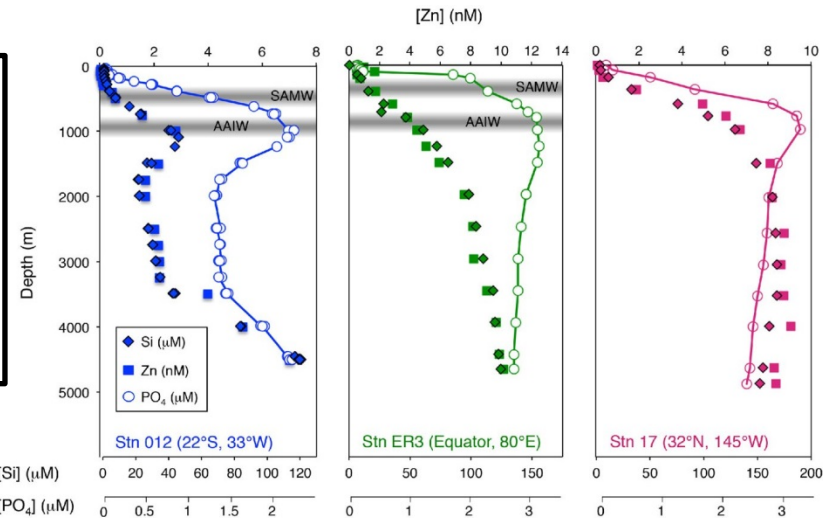 [Zn] (nM)
0 2 4 6 8
0 2 4 6 8 10 12 14
0 2 4 6 8 10
0
1000
2000
3000
4000
5000
Depth (m)
SAMW
AAIW
SAMW
AAIW
Si (μM)
Zn (nM)
PO4 (μM)
Stn 012 (22°S, 33°W)
Stn ER3 (Equator, 80°E)
Stn 17 (32°N, 145°W)
[Si] (μM)
0 20 40 60 80 100 120
0 50 100 150
0 50 100 150 200
[PO4] (μM)
0 0.5 1 1.5 2
0 1 2 3
0 1 2 3